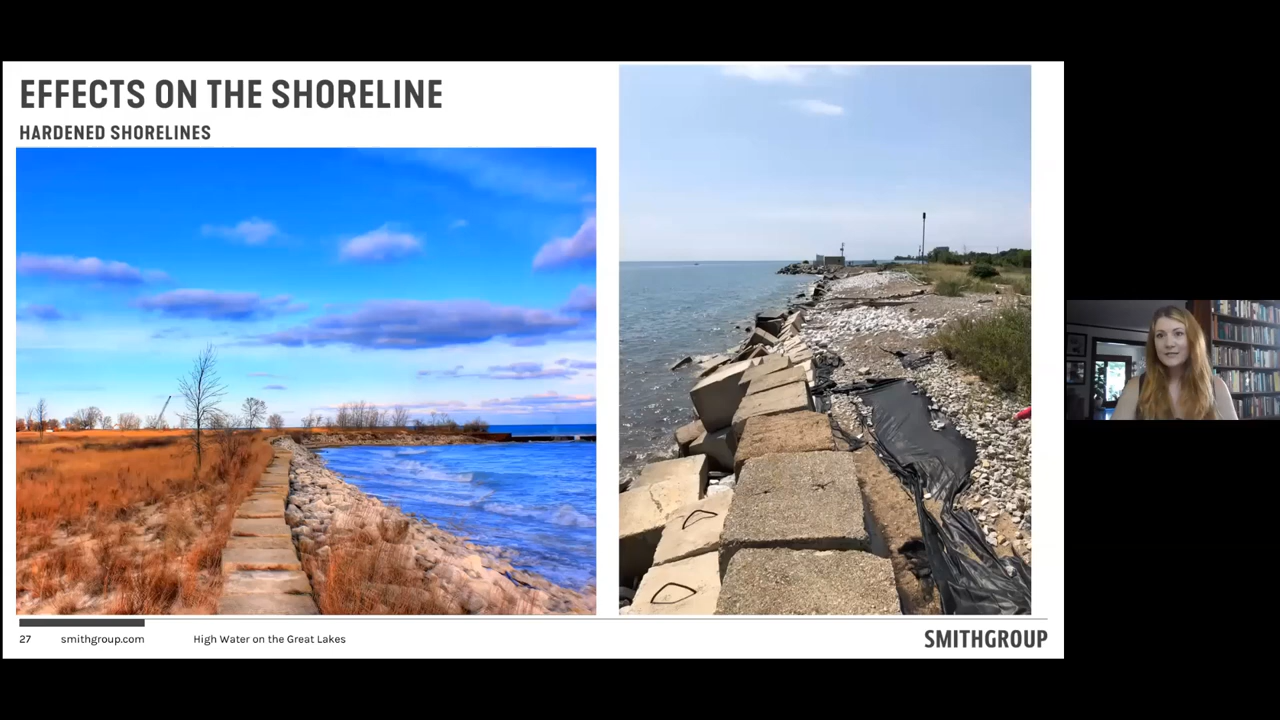 EFFECTS ON THE SHORELINE
HARDENED SHORELINES
27 smithgroup.com High Water on the Great Lakes SMITHGROUP